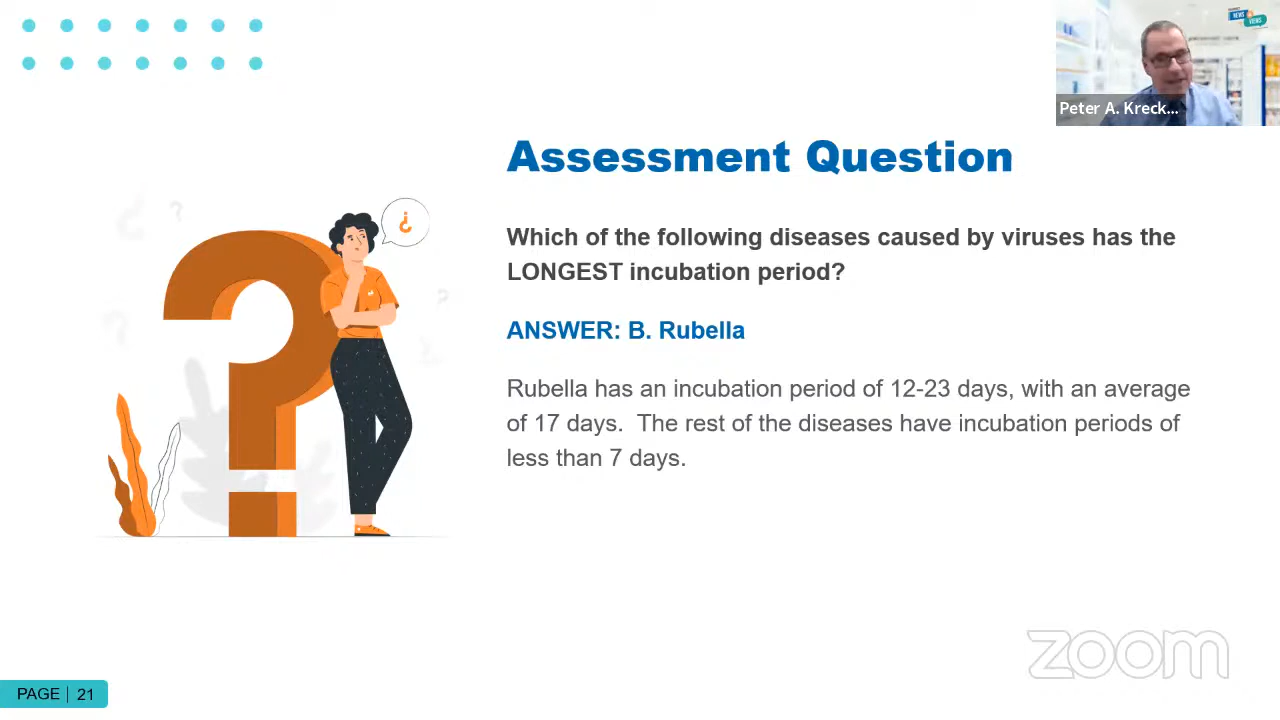 NEWS
VIEWS
Peter A. Kreck...
Assessment Question
Which of the following diseases caused by viruses has the
LONGEST incubation period?
ANSWER: B. Rubella
Rubella has an incubation period of 12-23 days, with an average
of 17 days.  The rest of the diseases have incubation periods of
less than 7 days.
zoom
PAGE | 21